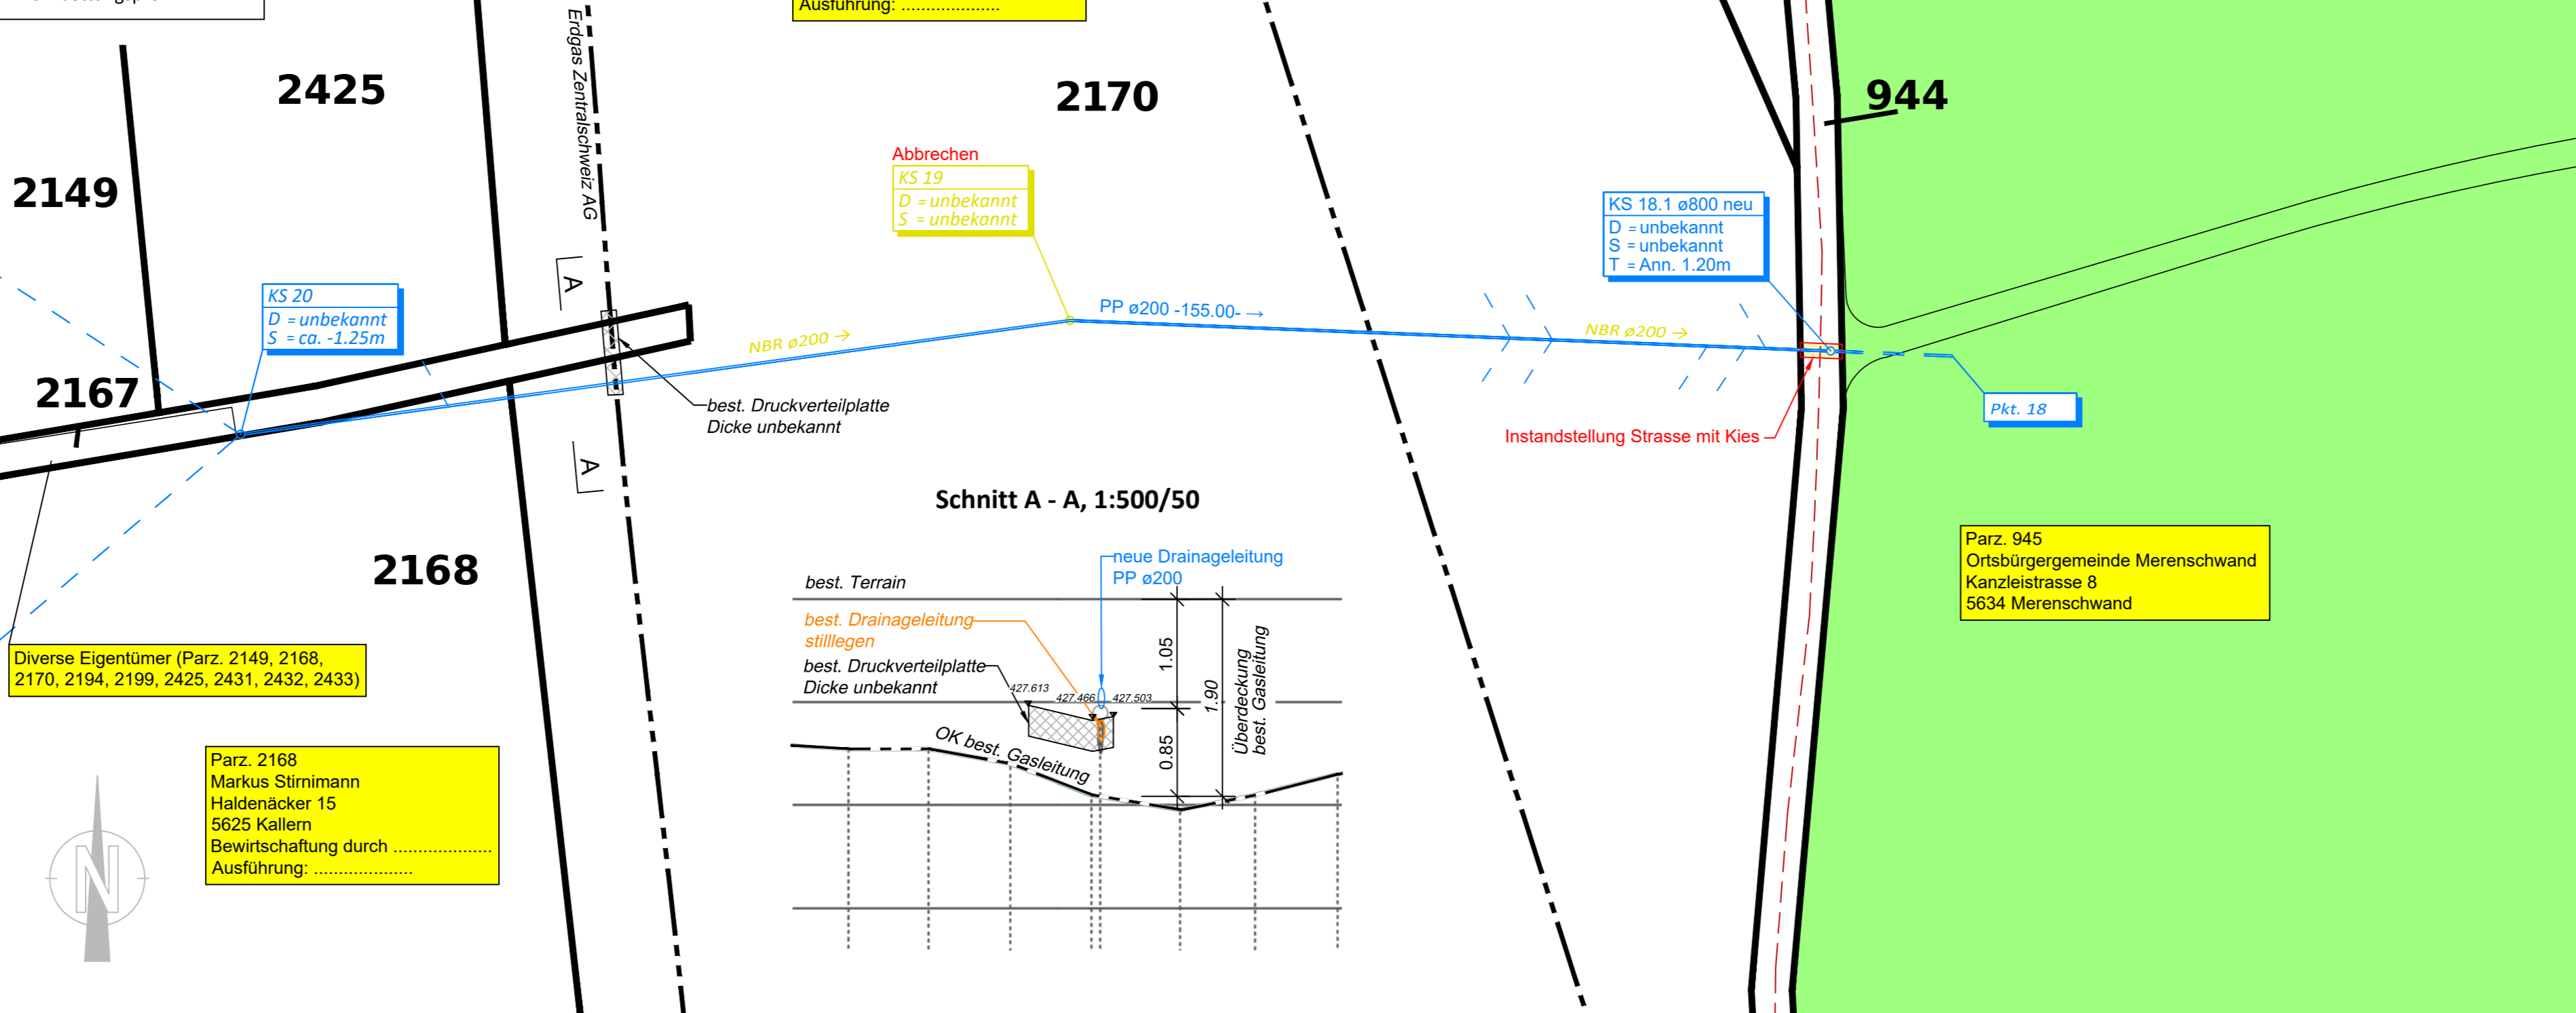 Ausführung: ....................
Erdgas Zentralschweiz AG
2425
2170
944
2149
Abbrechen
KS 19
D = unbekannt
S = unbekannt
KS 18.1 ø800 neu
D = unbekannt
S = unbekannt
T = Ann. 1.20m
A
KS 20
D = unbekannt
S = ca. -1.25m
PP ø200 -155.00- →
NBR ø200 →
NBR ø200 →
2167
best. Druckverteilplatte
Dicke unbekannt
Pkt. 18
Instandstellung Strasse mit Kies
A
Schnitt A - A, 1:500/50
2168
neue Drainageleitung
PP ø200
best. Terrain
best. Drainageleitung
stilllegen
best. Druckverteilplatte
Dicke unbekannt
427.613
427.466
427.503
1.05
1.90
0.85
Überdeckung
best. Gasleitung
OK best. Gasleitung
Parz. 945
Ortsbürgergemeinde Merenschwand
Kanzleistrasse 8
5634 Merenschwand
Diverse Eigentümer (Parz. 2149, 2168,
2170, 2194, 2199, 2425, 2431, 2432, 2433)
Parz. 2168
Markus Stirnimann
Haldenäcker 15
5625 Kallern
Bewirtschaftung durch ....................
Ausführung: ....................
N